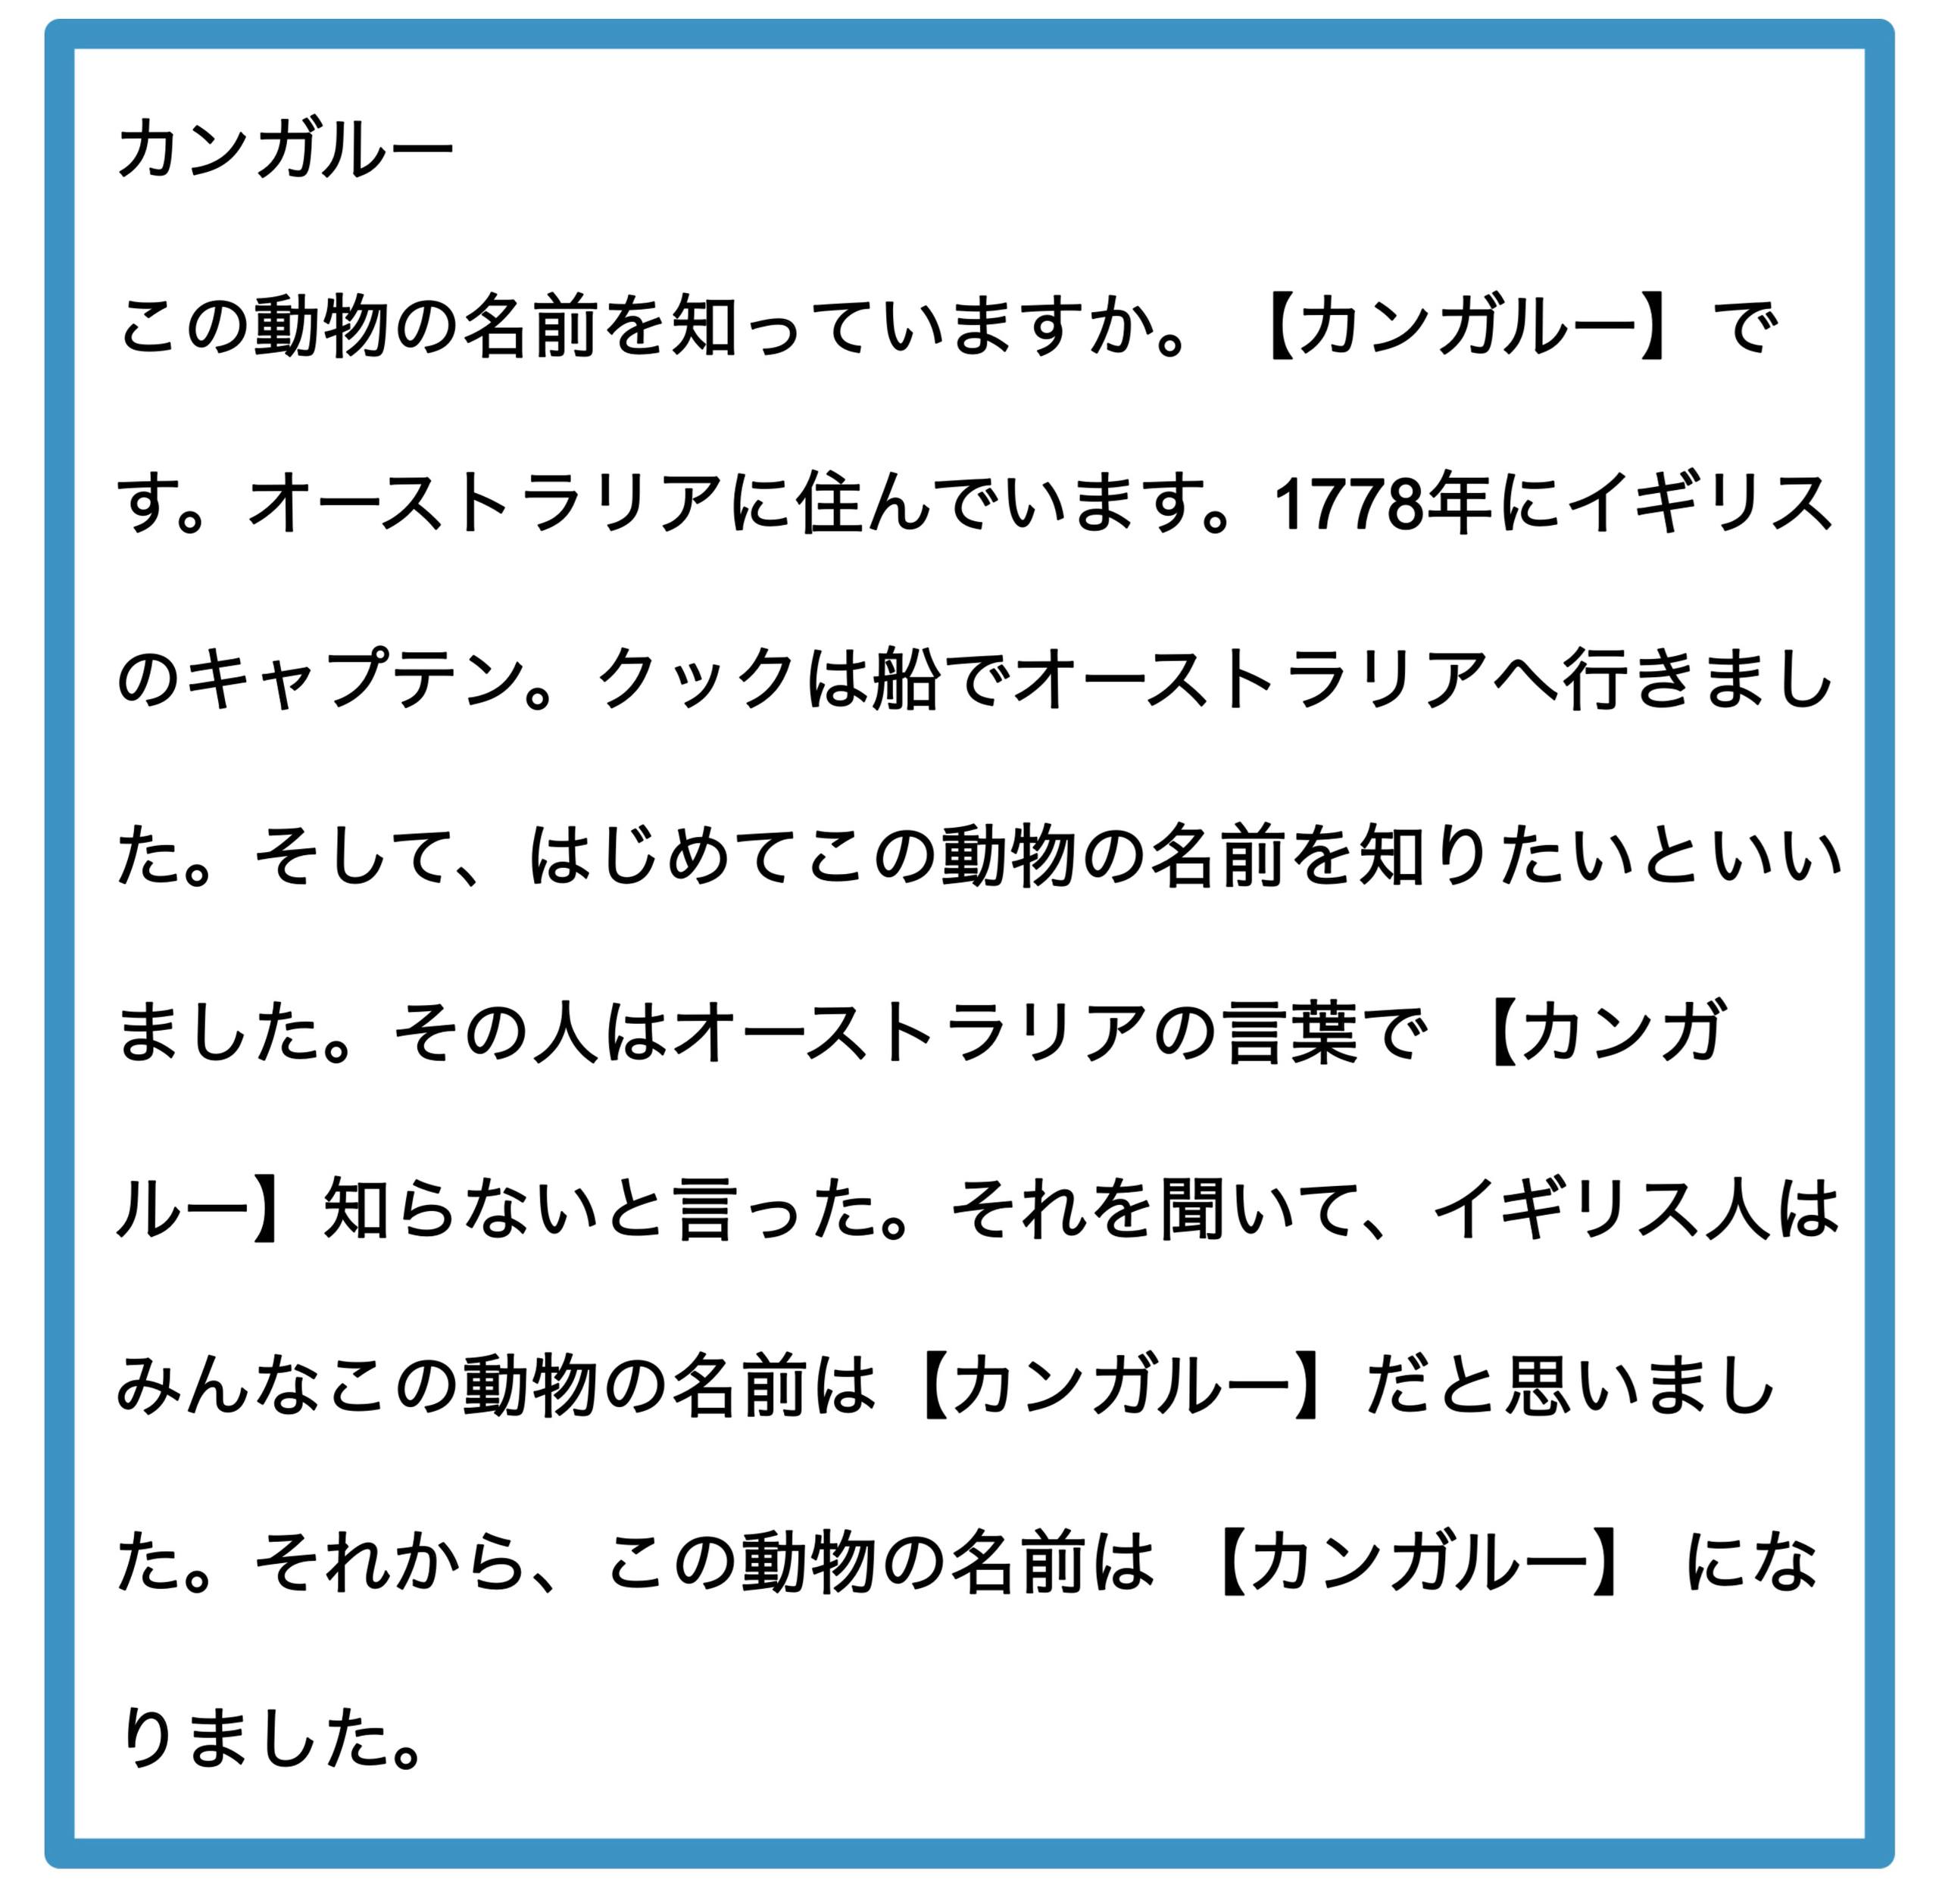 カンガルー
この動物の名前を知っていますか。 【カンガルー】で
す。 オーストラリアに住んでいます。1778年にイギリス
のキャプテン。クックは船でオーストラリアへ行きまし
た。 そして、はじめてこの動物の名前を知りたいといい
ました。その人はオーストラリアの言葉で 【カンガ
ルー】知らないと言った。それを聞いて、イギリス人は
みんなこの動物の名前は【カンガルー】だと思いまし
た。それから、この動物の名前は 【カンガルー】 にな
りました。